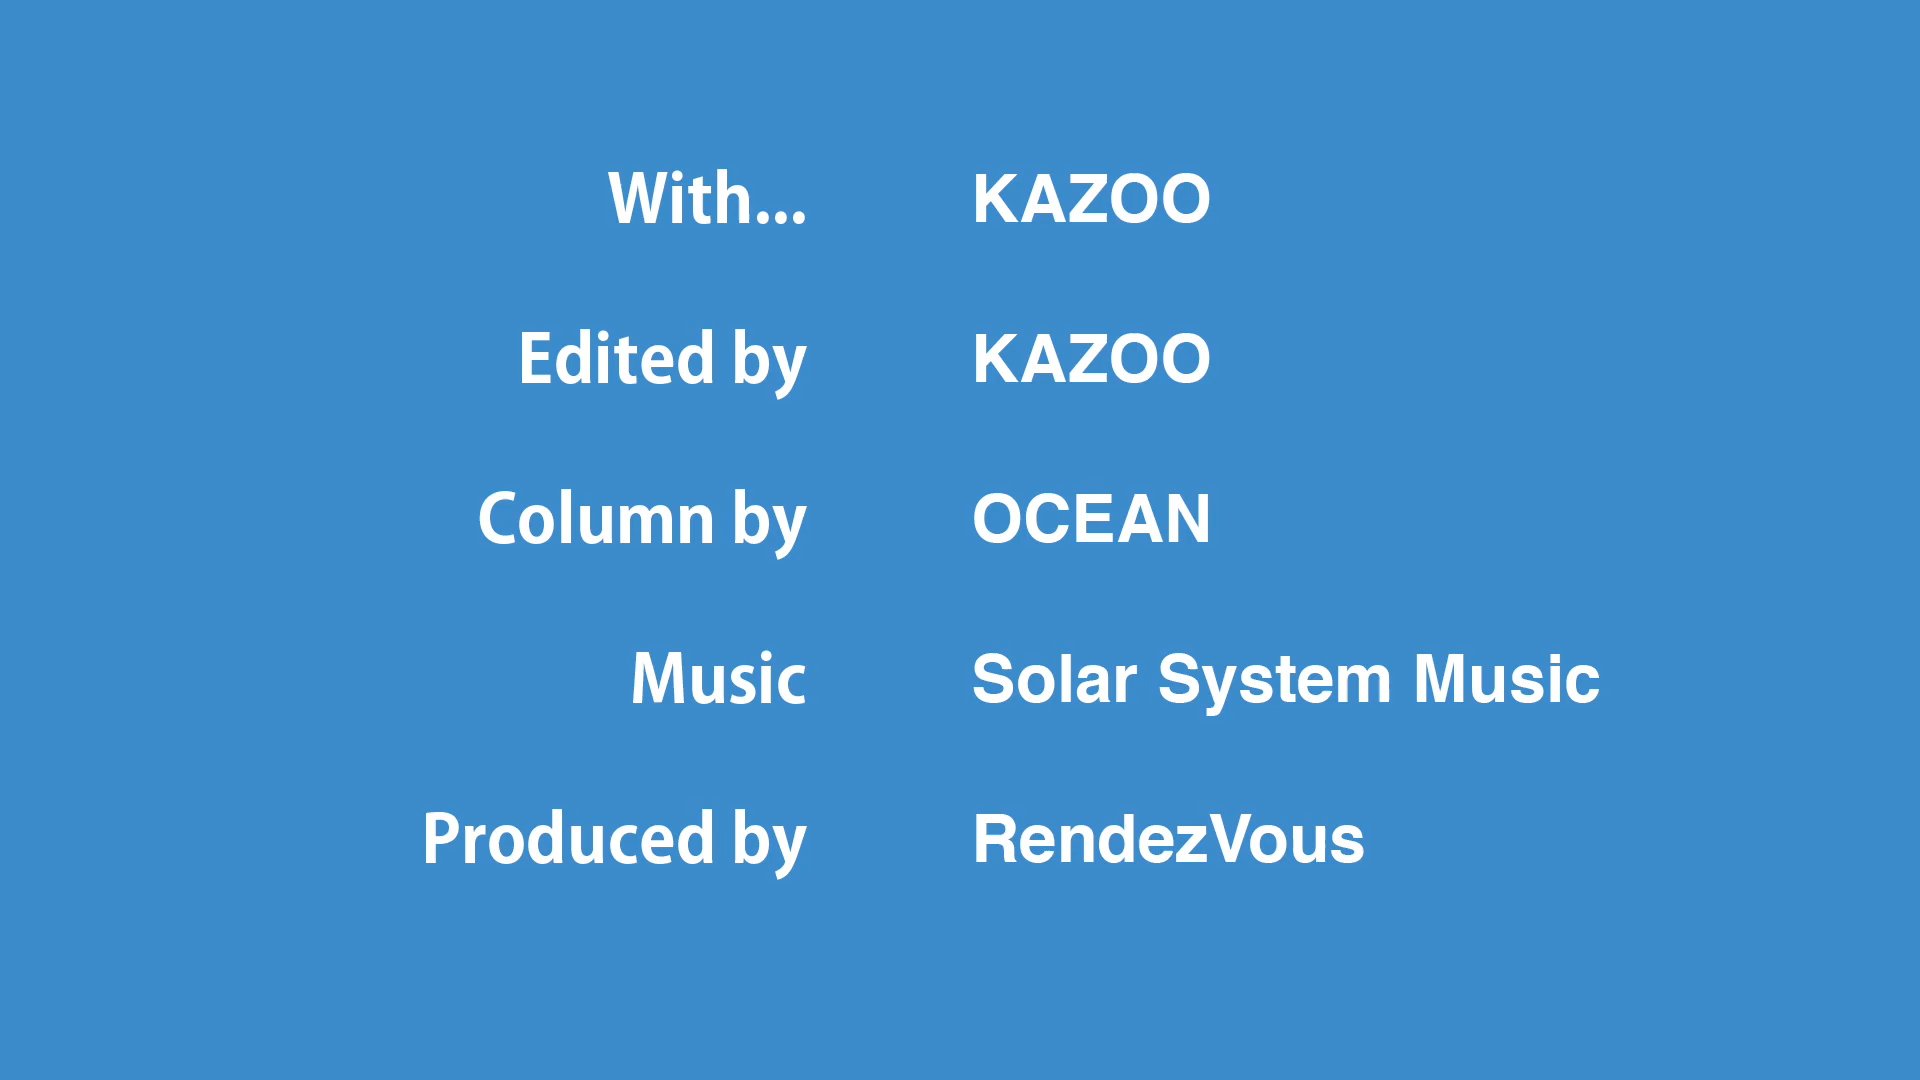 With... KAZOO
Edited by KAZOO
Column by OCEAN
Music Solar System Music
Produced by RendezVous